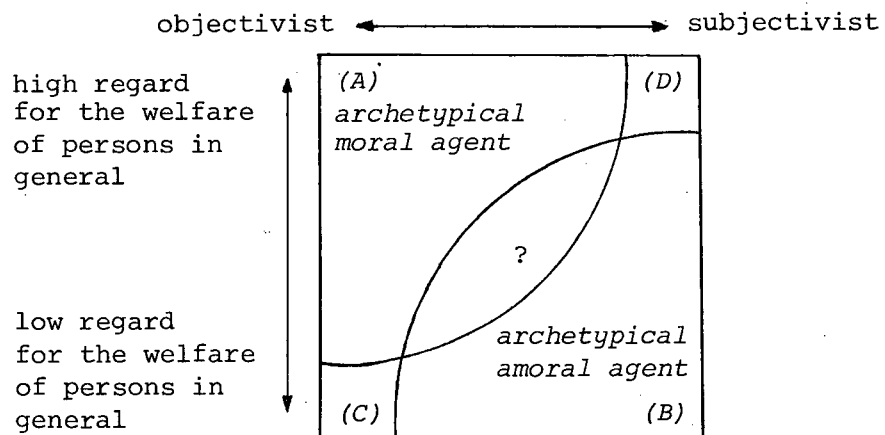 objectivist subjectivist
high regard
for the welfare
of persons in
general
(A) (D)
archetypical
moral agent
?
low regard
for the welfare
of persons in
general
archetypical
amoral agent
(C) (B)